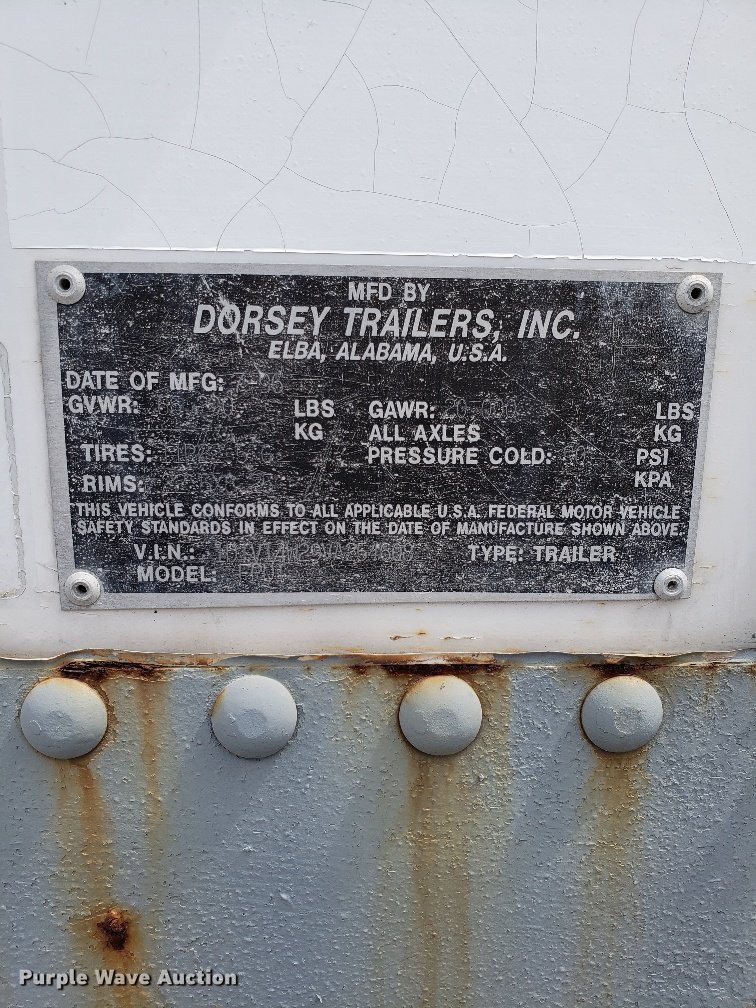 MFD BY
DORSEY TRAILERS, INC.
ELBA, ALABAMA, U.S.A.
DATE OF MFG:
GVWR: LBS GAWR: LBS
KG ALL AXLES KG
TIRES: PRESSURE COLD: PSI
RIMS: KPA
THIS VEHICLE CONFORMS TO ALL APPLICABLE U.S.A. FEDERAL MOTOR VEHICLE
SAFETY STANDARDS IN EFFECT ON THE DATE OF MANUFACTURE SHOWN ABOVE.
V.I.N.: TYPE: TRAILER
MODEL:
Purple Wave Auction